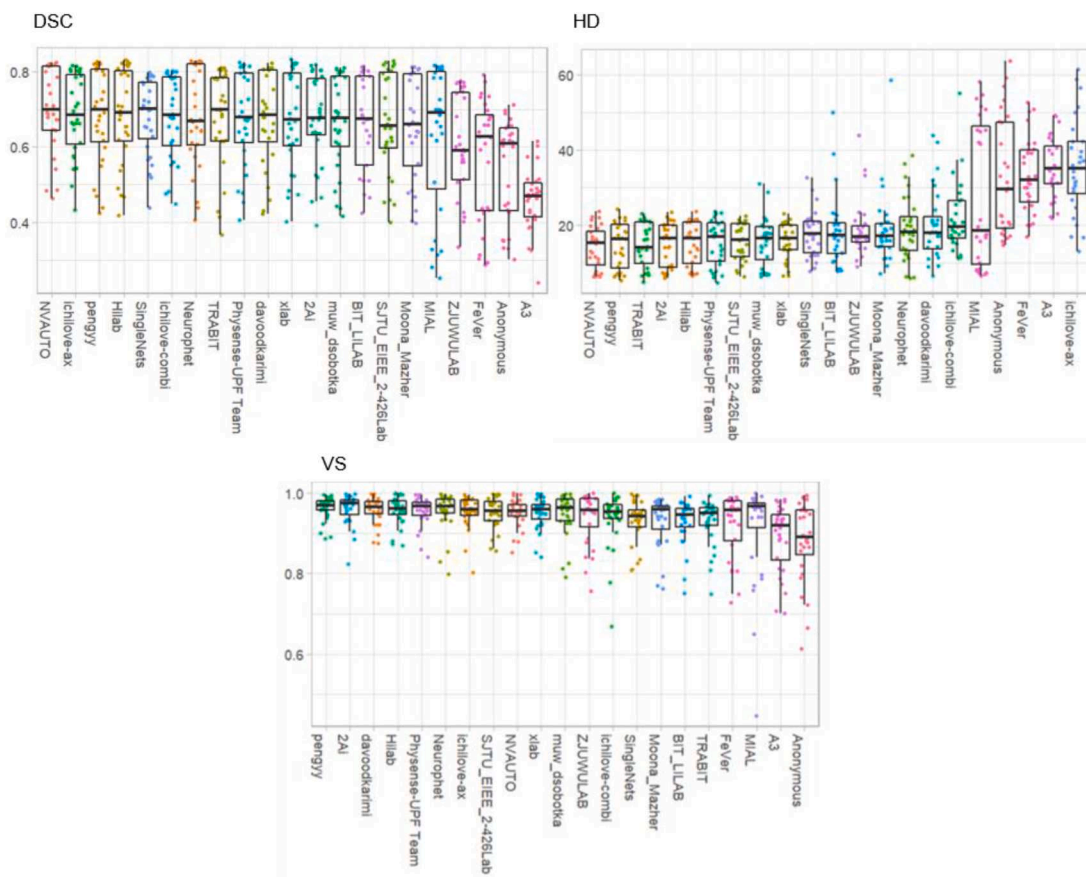 DSC
0.8
0.6
0.4
NVAUTO
ichilove-ax
pengyy
Hilab
SingleNets
ichilove-combi
Neurophet
TRABIT
Physense-UPF Team
davoodkarimi
xlab
2Ai
muw_dsobotka
BIT_LILAB
SJTU_EIEE_2-426Lab
Moona_Mazher
MIAL
ZJUWULAB
FeVer
Anonymous
A3
HD
60
40
20
NVAUTO
pengyy
TRABIT
2Ai
Hilab
Physense-UPF Team
SJTU_EIEE_2-426Lab
muw_dsobotka
xlab
SingleNets
BIT_LILAB
ZJUWULAB
Moona_Mazher
Neurophet
davoodkarimi
ichilove-combi
MIAL
Anonymous
FeVer
A3
ichilove-ax
VS
1.0
0.8
0.6
pengyy
2Ai
davoodkarimi
Hilab
Physense-UPF Team
Neurophet
ichilove-ax
SJTU_EIEE_2-426Lab
NVAUTO
xlab
muw_dsobotka
ZJUWULAB
ichilove-combi
SingleNets
Moona_Mazher
BIT_LILAB
TRABIT
FeVer
MIAL
A3
Anonymous